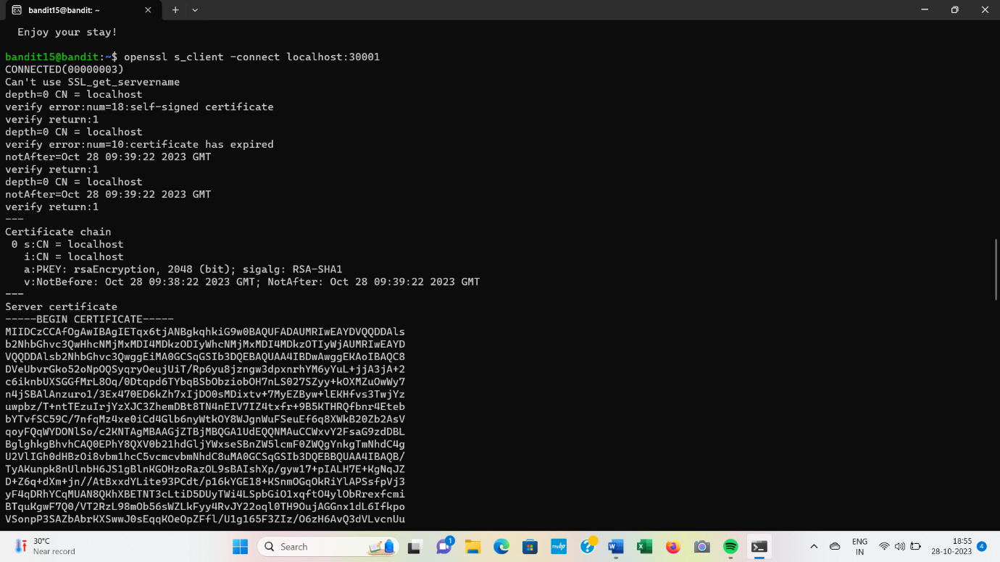 bandit15@bandit: ~
Enjoy your stay!
bandit15@bandit:~$ openssl s_client -connect localhost:30001
CONNECTED(00000003)
Can't use SSL_get_servername
depth=0 CN = localhost
verify error:num=18:self-signed certificate
verify return:1
depth=0 CN = localhost
verify error:num=10:certificate has expired
notAfter=Oct 28 09:39:22 2023 GMT
verify return:1
depth=0 CN = localhost
notAfter=Oct 28 09:39:22 2023 GMT
verify return:1
---
Certificate chain
0 s:CN = localhost
i:CN = localhost
a:PKEY: rsaEncryption, 2048 (bit); sigalg: RSA-SHA1
v:NotBefore: Oct 28 09:38:22 2023 GMT; NotAfter: Oct 28 09:39:22 2023 GMT
---
Server certificate
-----BEGIN CERTIFICATE-----
MIIDCzCCAfOgAwIBAgIETqx6tjANBgkqhkiG9w0BAQUFADAUMRIwEAYDVQQDDAls
b2NhbGhvc3QwHhcNMjMxMDI4MDkzODIyWhcNMjMxMDI4MDkzOTIyWjAUMRIwEAYD
VQQDDAlsb2NhbGhvc3QwggEiMA0GCSqGSIb3DQEBAQUAA4IBDwAwggEKAoIBAQC8
DVeUbvrGko52oNpOQSyqryOeujUiT/Rp6yu8jzngw3dpxnrhYM6yYuL+jjA3jA+2
c6iknbUXSGGfMrL8Oq/0Dtqpd6TYbqBSbObziobOH7nLS027SZyy+kOXMZuOwWy7
n4jSBAlAnzuro1/3Ex470ED6kZh7xIjDO0sMDixtv+7MyEZByw+lEKHfvs3TwjYz
uwpbz/T+ntTEzuIrjYzXJC3ZhemDBt8TN4nEIV7IZ4txfr+9B5KTHRQfbnr4Eteb
bYTvfSC59C/7nfqMz4xe0iCd4Glb6nyWtkOY8WJgnWuFSeuEf6q8XWkB20Zb2AsV
qoyFQqWYDONlSo/c2KNTAgMBAAGjZTBjMBQGA1UdEQQNMAuCCWxvY2FsaG9zdDBL
BglghkgBhvhCAQ0EPhY8QXV0b21hdGljYWxseSBnZW5lcmF0ZWQgYnkgTmNhdC4g
U2VlIGh0dHBzOi8vbm1hcC5vcmcvbmNhdC8uMA0GCSqGSIb3DQEBBQUAA4IBAQB/
TyAKunpk8nUlnbH6JS1gBlnKGOHzoRazOL9sBAIshXp/gyw17+pIALH7E+KgNqJZ
D+Z6q+dXm+jn//AtBxxdYLite93PCdt/p16kYGE18+KSnmOGqOkRiYlAPSsfpVj3
yF4qDRhYCqMUAN8QKhXBETNT3cLtiD5DUyTWi4LSpbGiO1xqftO4ylObRrexfcmi
BTquKgwF7Q0/VT2RzL98mOb56sWZLkFyy4RvJY22oql0TH9OujAGGnx1dL6Ifkpo
VSonpP3SAZbAbrKXSwwJ0sEqqKOeOpZFfl/U1g165F3ZIz/O6zH6AvQ3dVLvcnUu
30°C
Near record
Search
1
ENG
IN
18:55
28-10-2023
4